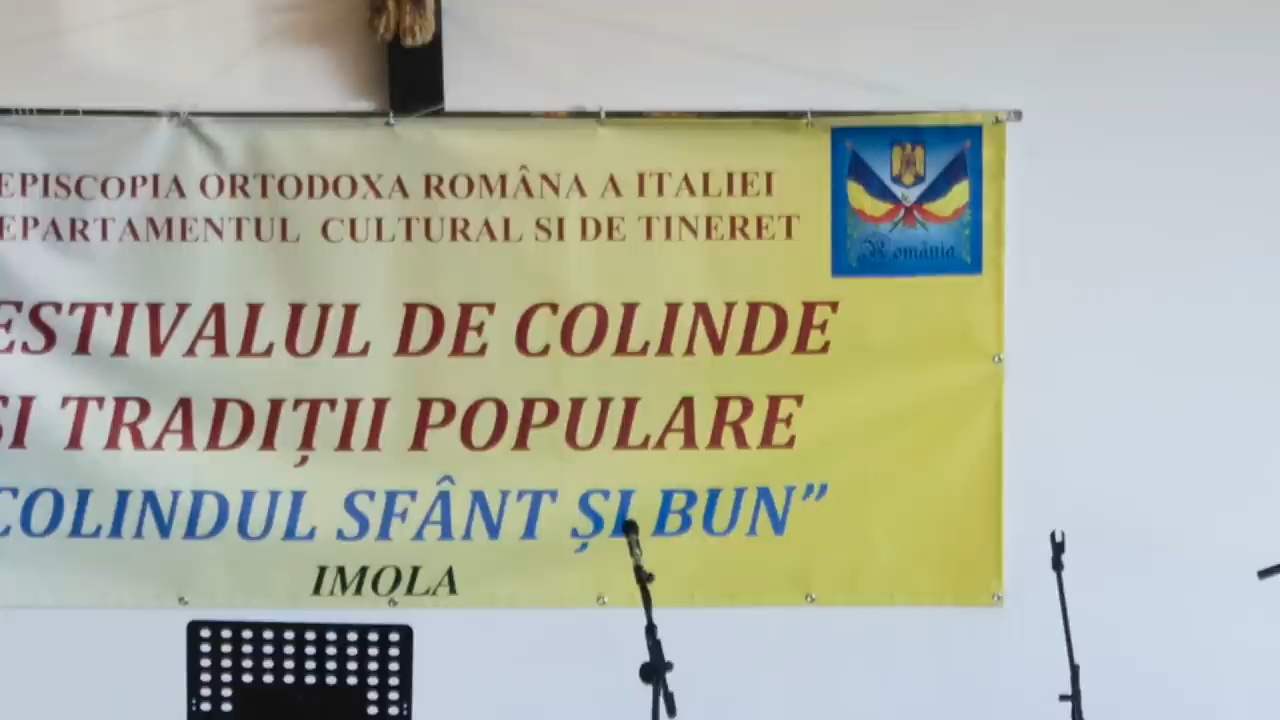 EPISCOPIA ORTODOXA ROMÂNA A ITALIEI
EPARTAMENTUL CULTURAL SI DE TINERET
România
ESTIVALUL DE COLINDE
SI TRADIȚII POPULARE
COLINDUL SFÂNT ȘI BUN”
IMOLA